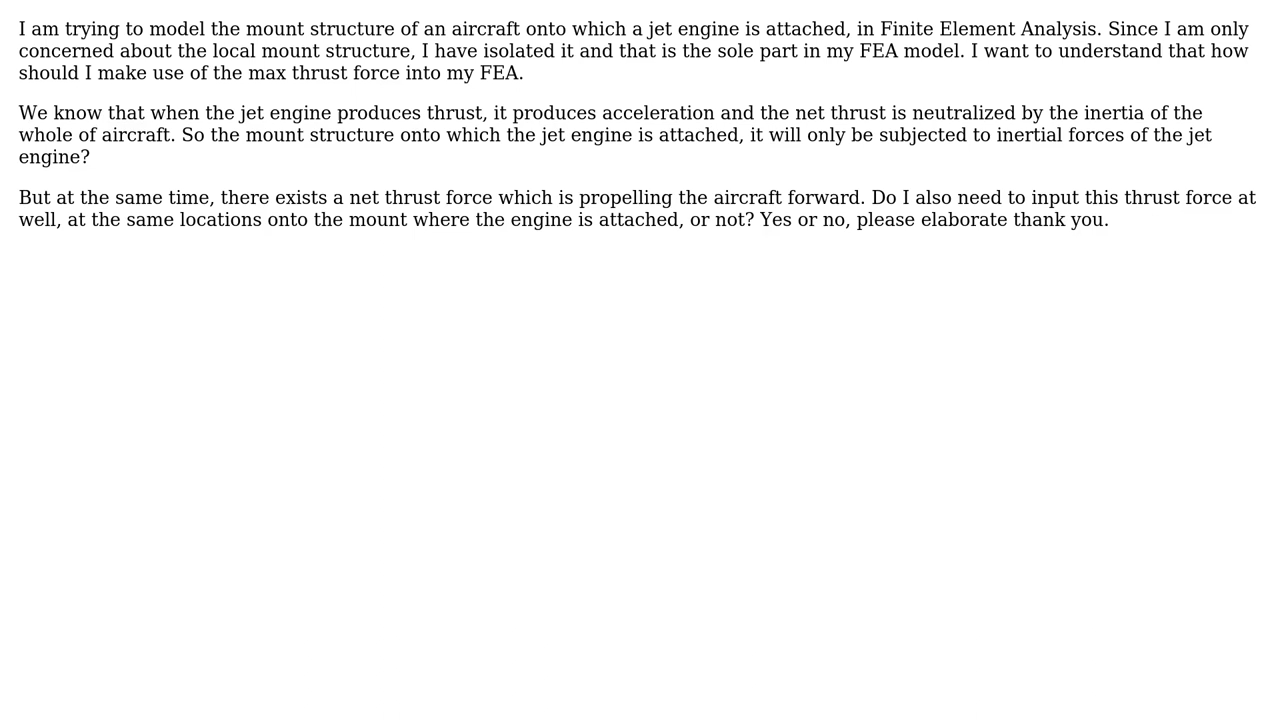 I am trying to model the mount structure of an aircraft onto which a jet engine is attached, in Finite Element Analysis. Since I am only
concerned about the local mount structure, I have isolated it and that is the sole part in my FEA model. I want to understand that how
should I make use of the max thrust force into my FEA.
We know that when the jet engine produces thrust, it produces acceleration and the net thrust is neutralized by the inertia of the
whole of aircraft. So the mount structure onto which the jet engine is attached, it will only be subjected to inertial forces of the jet
engine?
But at the same time, there exists a net thrust force which is propelling the aircraft forward. Do I also need to input this thrust force at
well, at the same locations onto the mount where the engine is attached, or not? Yes or no, please elaborate thank you.